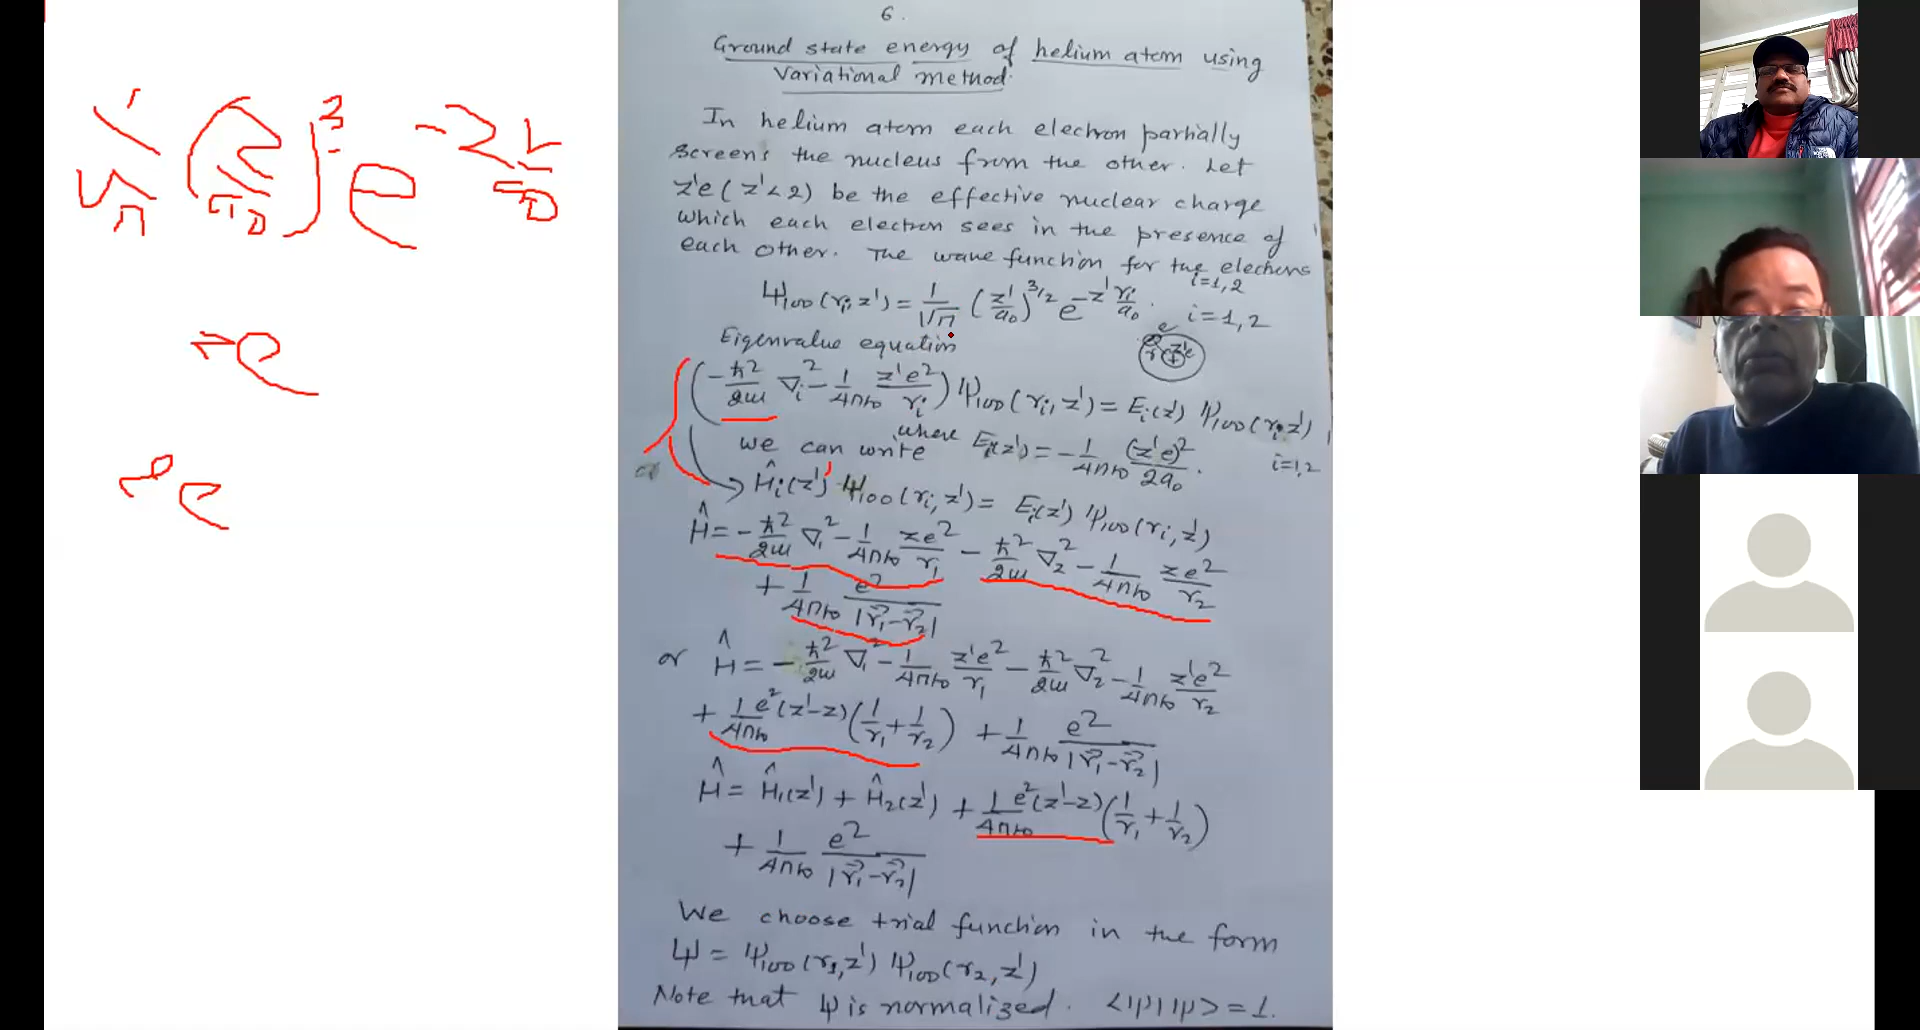 6.
Ground state energy of helium atom using
Variational method.
In helium atom each electron partially
screens the nucleus from the other. Let
z'e (z'<2) be the effective nuclear charge
which each electron sees in the presence of
each other. The wave function for the electrons
i=1,2
ψ₁₀₀(rᵢ, z') = 1/√π (z'/a₀)^3/2 e^-z' rᵢ/a₀. i=1,2
Eigenvalue equation
(-ħ²/2m ∇ᵢ² - 1/4πε₀ z'e²/rᵢ) ψ₁₀₀(rᵢ, z') = Eᵢ(z') ψ₁₀₀(rᵢ, z')
where Eᵢ(z') = -1/4πε₀ (z'e)²/2a₀. i=1,2
we can write
Ĥᵢ(z') ψ₁₀₀(rᵢ, z') = Eᵢ(z') ψ₁₀₀(rᵢ, z')
Ĥ = -ħ²/2m ∇₁² - 1/4πε₀ ze²/r₁ - ħ²/2m ∇₂² - 1/4πε₀ ze²/r₂
+ 1/4πε₀ e²/|r⃗₁-r⃗₂|
or Ĥ = -ħ²/2m ∇₁² - 1/4πε₀ z'e²/r₁ - ħ²/2m ∇₂² - 1/4πε₀ z'e²/r₂
+ 1/4πε₀ e²(z'-z)(1/r₁ + 1/r₂) + 1/4πε₀ e²/|r⃗₁-r⃗₂|
Ĥ = Ĥ₁(z') + Ĥ₂(z') + 1/4πε₀ e²(z'-z)(1/r₁ + 1/r₂)
+ 1/4πε₀ e²/|r⃗₁-r⃗₂|
We choose trial function in the form
ψ = ψ₁₀₀(r₁, z') ψ₁₀₀(r₂, z')
Note that ψ is normalized. <ψ|ψ> = 1.